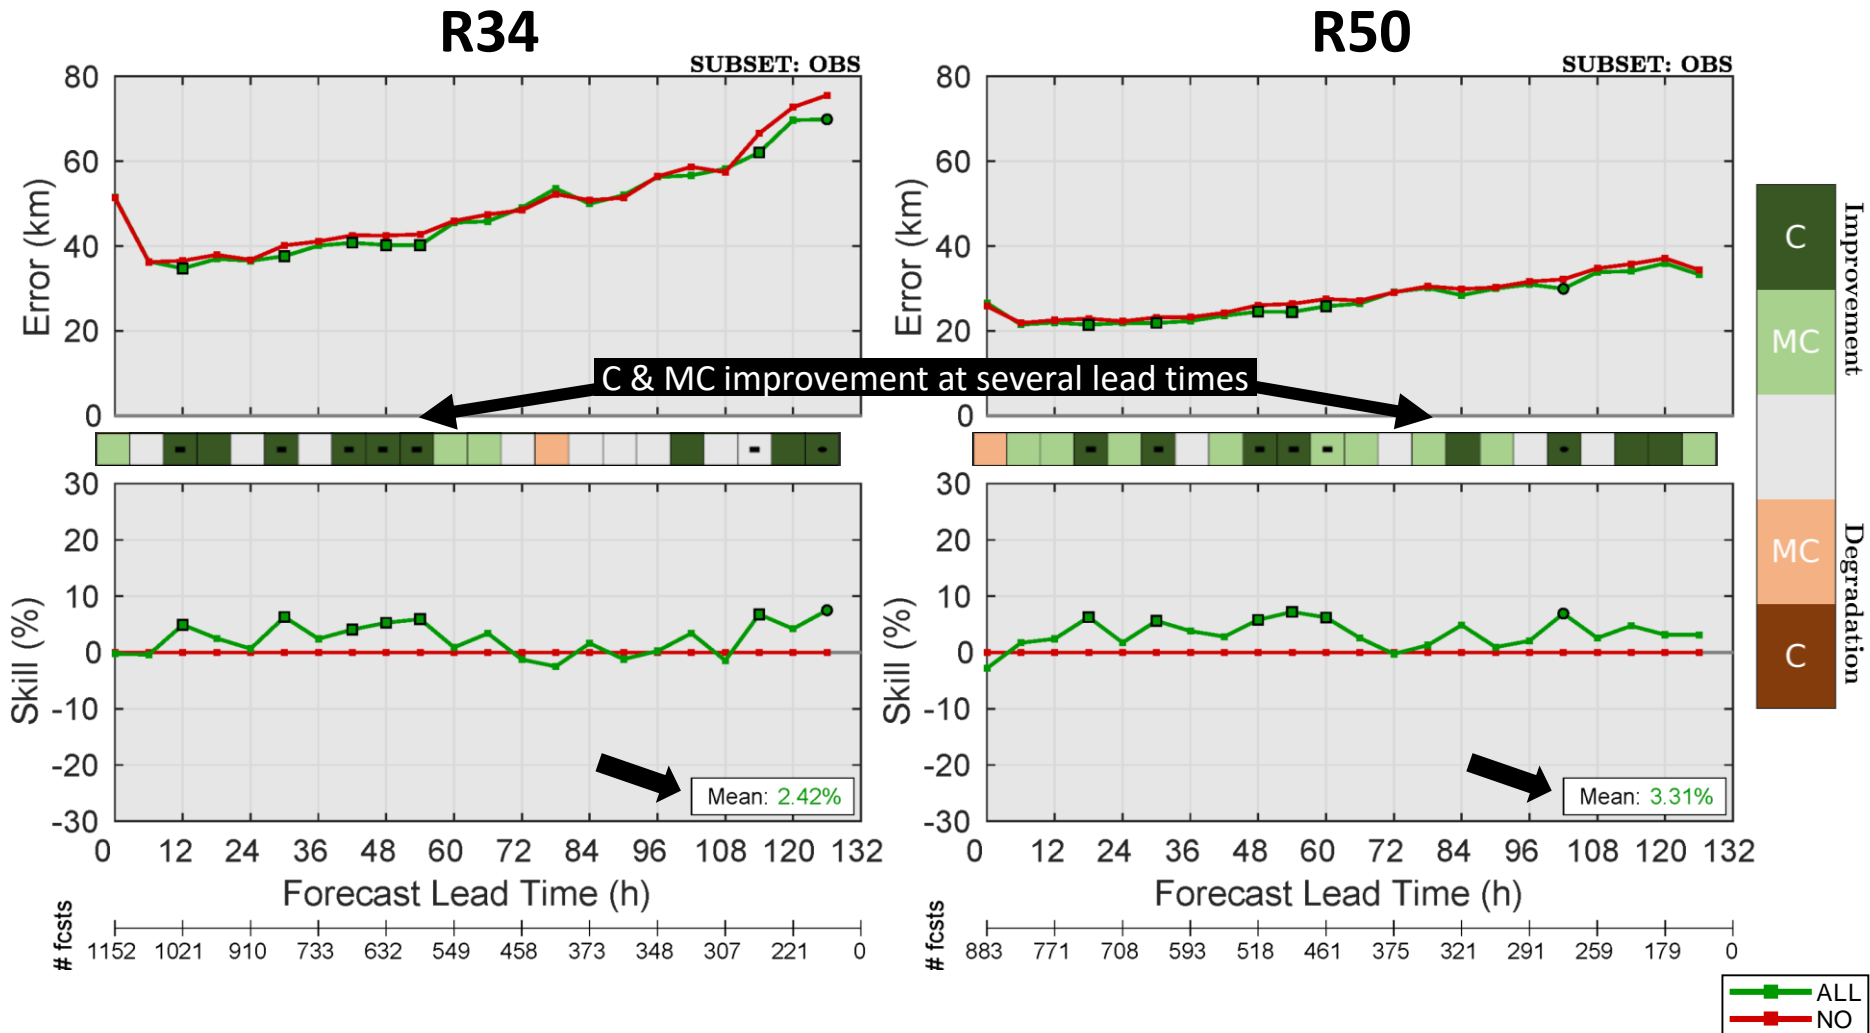 R34
R50
SUBSET: OBS
SUBSET: OBS
80
60
40
20
0
Error (km)
80
60
40
20
0
Error (km)
C & MC improvement at several lead times
C
MC
MC
C
Improvement
Degradation
30
20
10
0
-10
-20
-30
Skill (%)
Mean: 2.42%
30
20
10
0
-10
-20
-30
Skill (%)
Mean: 3.31%
0 12 24 36 48 60 72 84 96 108 120 132
0 12 24 36 48 60 72 84 96 108 120 132
Forecast Lead Time (h)
Forecast Lead Time (h)
# fcsts
1152 1021 910 733 632 549 458 373 348 307 221 0
# fcsts
883 771 708 593 518 461 375 321 291 259 179 0
ALL
NO